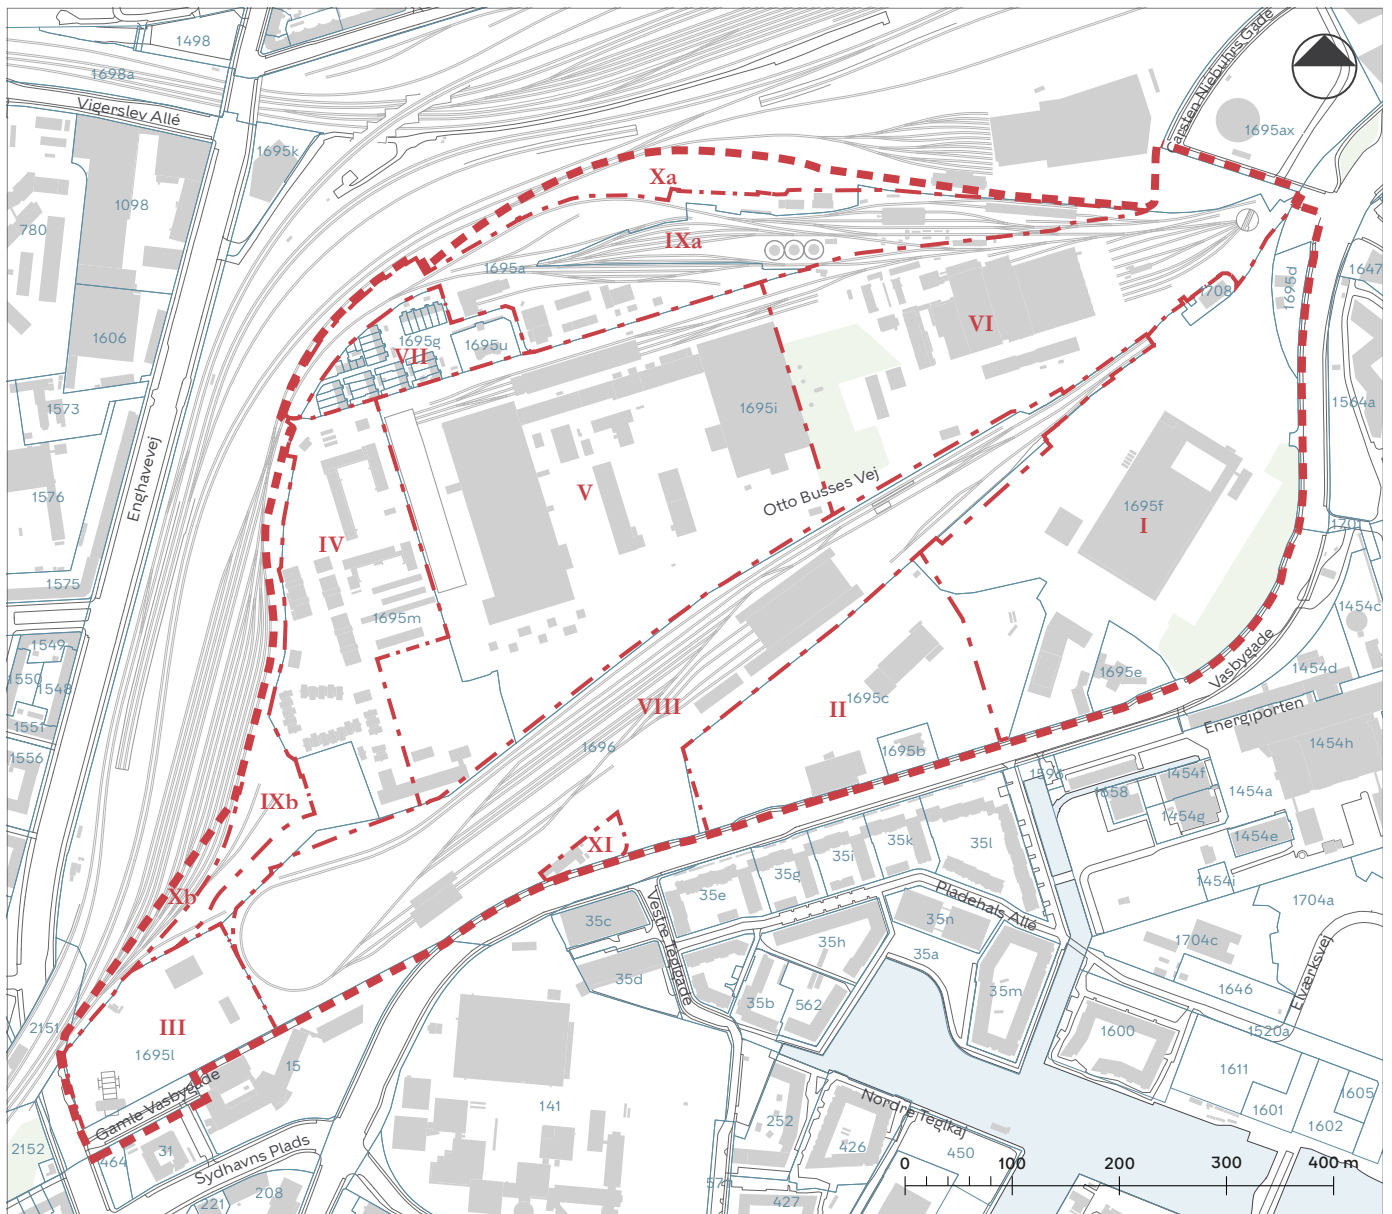 1498
1698a
Vigerslev Allé
1695k
Carsten Niebuhrs Gade
1695ax
1098
780
Xa
IXa
1695a
1647
1695d
1708
1606
1695g
VII
1695u
VI
1573
Enghavevej
1695i
1564a
1576
V
Otto Busses Vej
1695f
I
1701
IV
1575
1695m
1454c
1549
1550
1548
1551
1556
Vasbygade
1454d
1695e
1695c
II
VIII
1696
1695b
Energiporten
1454h
1596
1658
1454f
1454a
1454g
1454e
IXb
XI
35k
35l
35i
35g
35e
1454i
1704a
Xb
35c
Vestre Teglgade
Pladehals Allé
35n
35h
35a
1704c
35d
35b
562
35m
1646
Elværksvej
1520a
2151
III
1695l
15
1600
1611
1605
1601
1602
Gamle Vasbygade
141
252
Nordre Teglkaj
426
450
2152
464
31
Sydhavns Plads
208
221
571
427
0 100 200 300 400 m